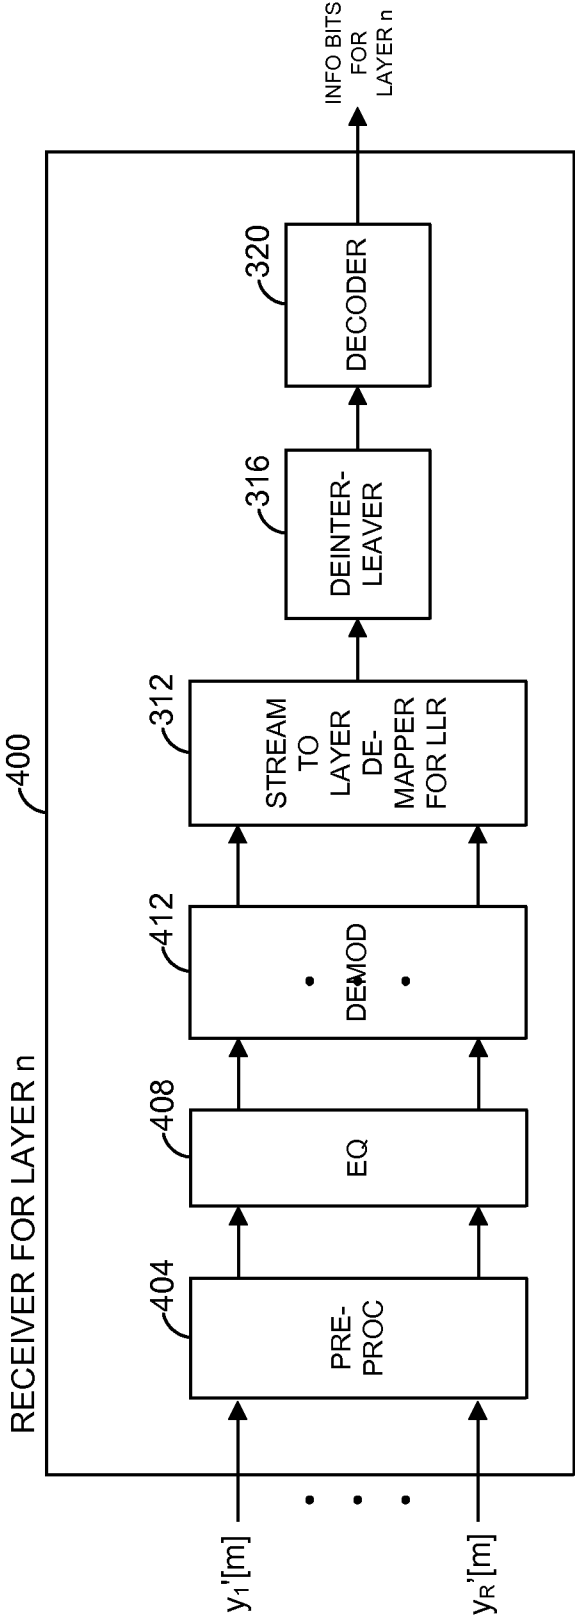 RECEIVER FOR LAYER n
400
y1'[m]
yR'[m]
404
PRE-
PROC
408
EQ
412
DEMOD
312
STREAM
TO
LAYER
DE-
MAPPER
FOR LLR
316
DEINTER-
LEAVER
320
DECODER
INFO BITS
FOR
LAYER n